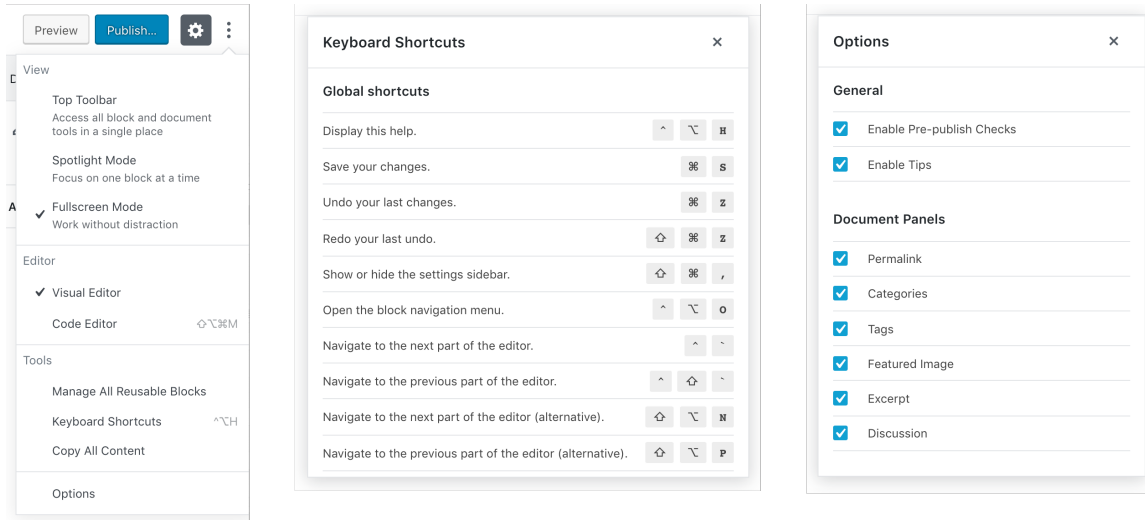 Preview Publish...
View
Top Toolbar
Access all block and document
tools in a single place
Spotlight Mode
Focus on one block at a time
✓ Fullscreen Mode
Work without distraction
Editor
✓ Visual Editor
Code Editor ⇧⌥⌘M
Tools
Manage All Reusable Blocks
Keyboard Shortcuts ^⌥H
Copy All Content
Options
Keyboard Shortcuts ×
Global shortcuts
Display this help. ^ ⌥ H
Save your changes. ⌘ S
Undo your last changes. ⌘ Z
Redo your last undo. ⇧ ⌘ Z
Show or hide the settings sidebar. ⇧ ⌘ ,
Open the block navigation menu. ^ ⌥ O
Navigate to the next part of the editor. ^ `
Navigate to the previous part of the editor. ^ ⇧ `
Navigate to the next part of the editor (alternative). ⇧ ⌥ N
Navigate to the previous part of the editor (alternative). ⇧ ⌥ P
Options ×
General
Enable Pre-publish Checks
Enable Tips
Document Panels
Permalink
Categories
Tags
Featured Image
Excerpt
Discussion